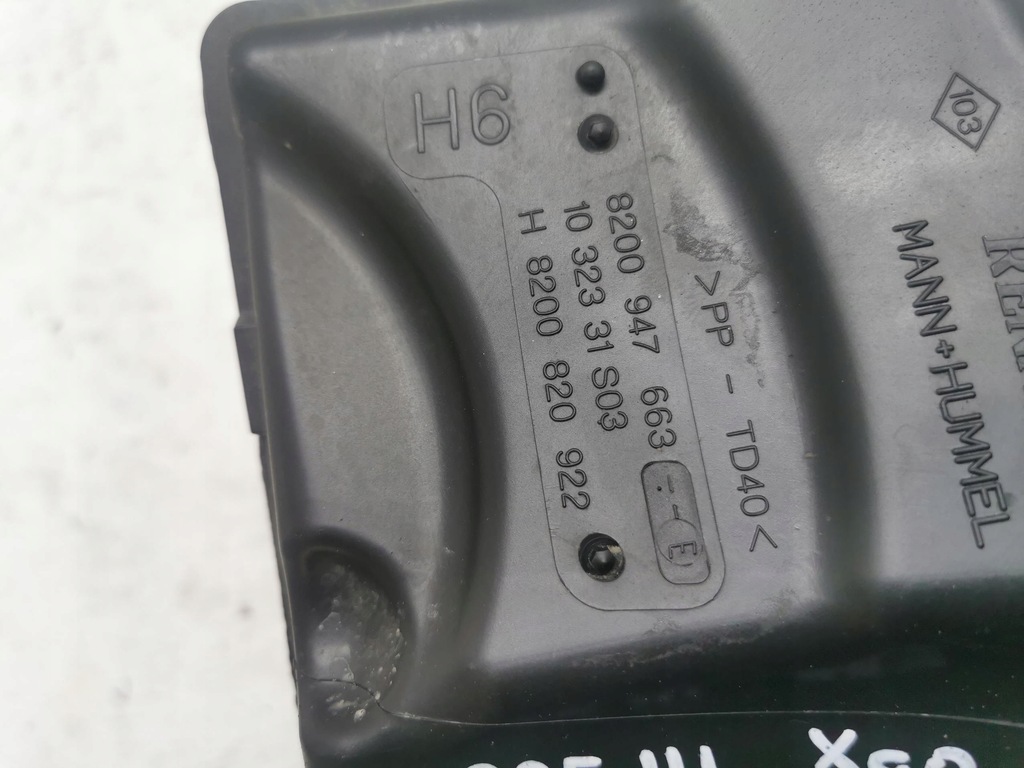 H6
103
MANN+HUMMEL
>PP - TD40<
8200 947 663 -:-- E
10 323 31 S03
H 8200 820 922